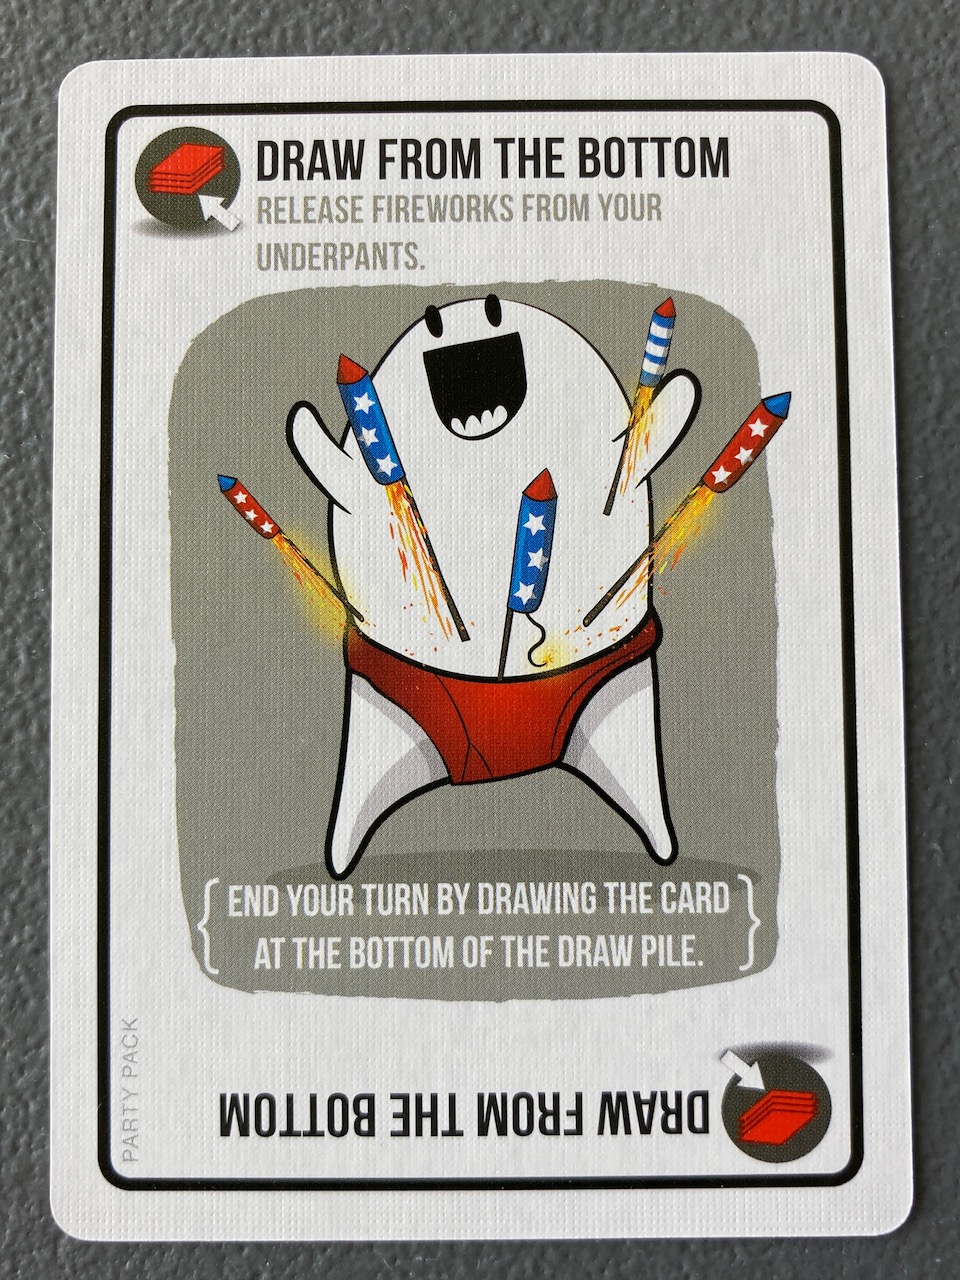 DRAW FROM THE BOTTOM
RELEASE FIREWORKS FROM YOUR
UNDERPANTS.
{ END YOUR TURN BY DRAWING THE CARD
AT THE BOTTOM OF THE DRAW PILE. }
PARTY PACK
DRAW FROM THE BOTTOM